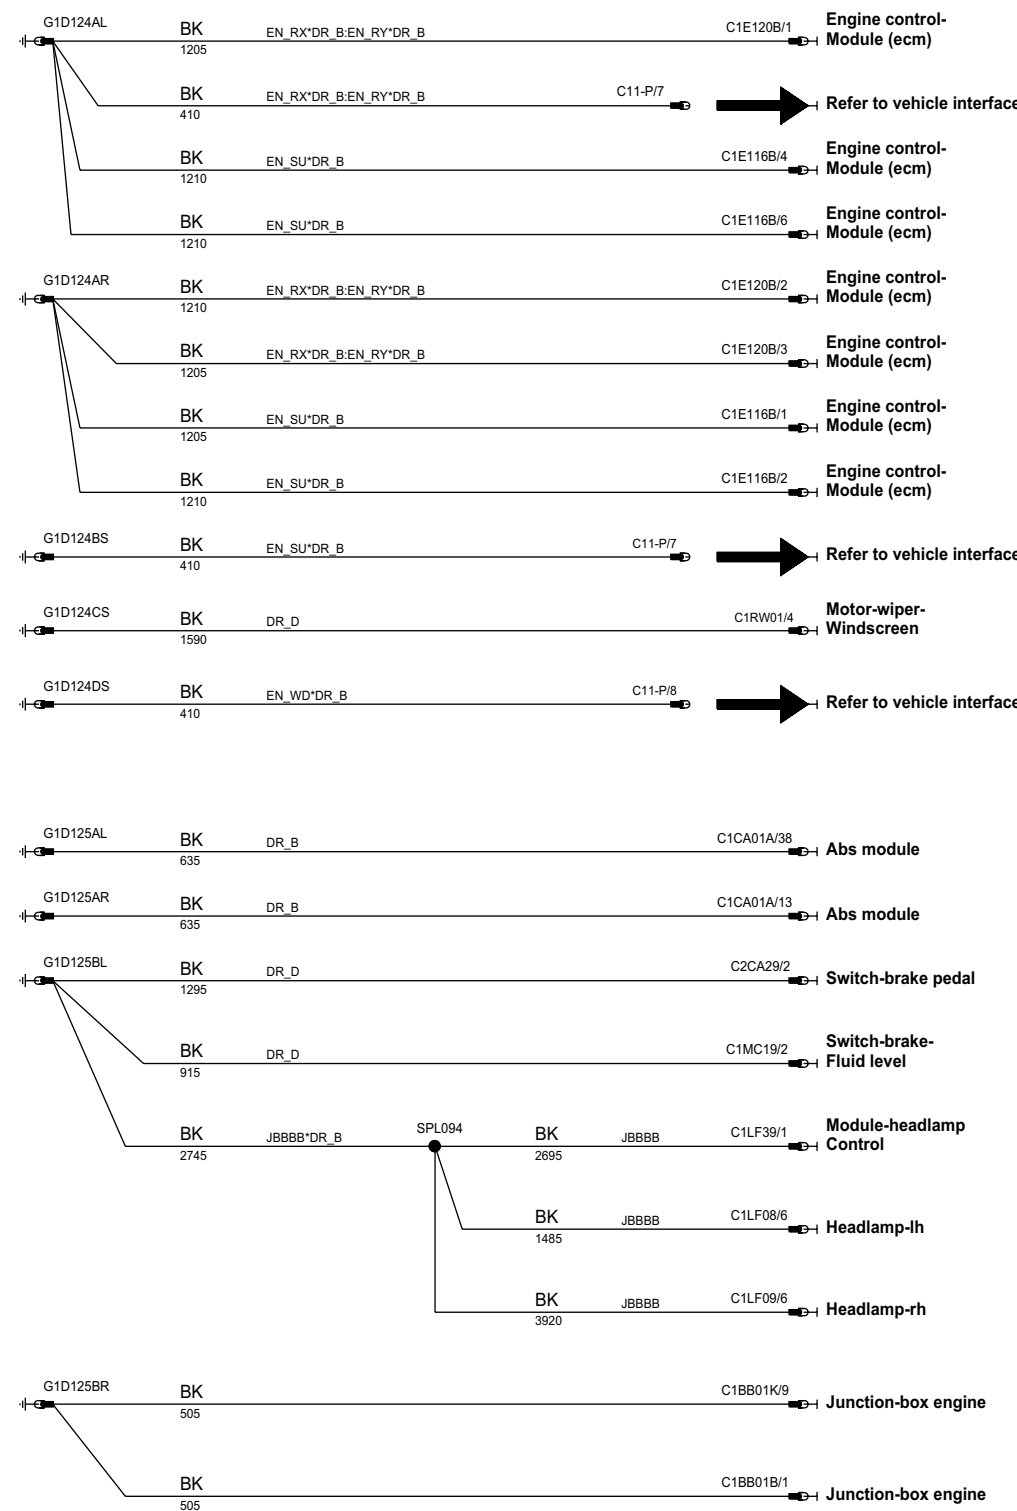 G1D124AL
BK
1205
EN_RX*DR_B:EN_RY*DR_B
C1E120B/1
Engine control-
Module (ecm)
BK
410
EN_RX*DR_B:EN_RY*DR_B
C11-P/7
Refer to vehicle interface
BK
1210
EN_SU*DR_B
C1E116B/4
Engine control-
Module (ecm)
BK
1210
EN_SU*DR_B
C1E116B/6
Engine control-
Module (ecm)
G1D124AR
BK
1210
EN_RX*DR_B:EN_RY*DR_B
C1E120B/2
Engine control-
Module (ecm)
BK
1205
EN_RX*DR_B:EN_RY*DR_B
C1E120B/3
Engine control-
Module (ecm)
BK
1205
EN_SU*DR_B
C1E116B/1
Engine control-
Module (ecm)
BK
1210
EN_SU*DR_B
C1E116B/2
Engine control-
Module (ecm)
G1D124BS
BK
410
EN_SU*DR_B
C11-P/7
Refer to vehicle interface
G1D124CS
BK
1590
DR_D
C1RW01/4
Motor-wiper-
Windscreen
G1D124DS
BK
410
EN_WD*DR_B
C11-P/8
Refer to vehicle interface
G1D125AL
BK
635
DR_B
C1CA01A/38
Abs module
G1D125AR
BK
635
DR_B
C1CA01A/13
Abs module
G1D125BL
BK
1295
DR_D
C2CA29/2
Switch-brake pedal
BK
915
DR_D
C1MC19/2
Switch-brake-
Fluid level
BK
2745
JBBBB*DR_B
SPL094
BK
2695
JBBBB
C1LF39/1
Module-headlamp
Control
BK
1485
JBBBB
C1LF08/6
Headlamp-lh
BK
3920
JBBBB
C1LF09/6
Headlamp-rh
G1D125BR
BK
505
C1BB01K/9
Junction-box engine
BK
505
C1BB01B/1
Junction-box engine